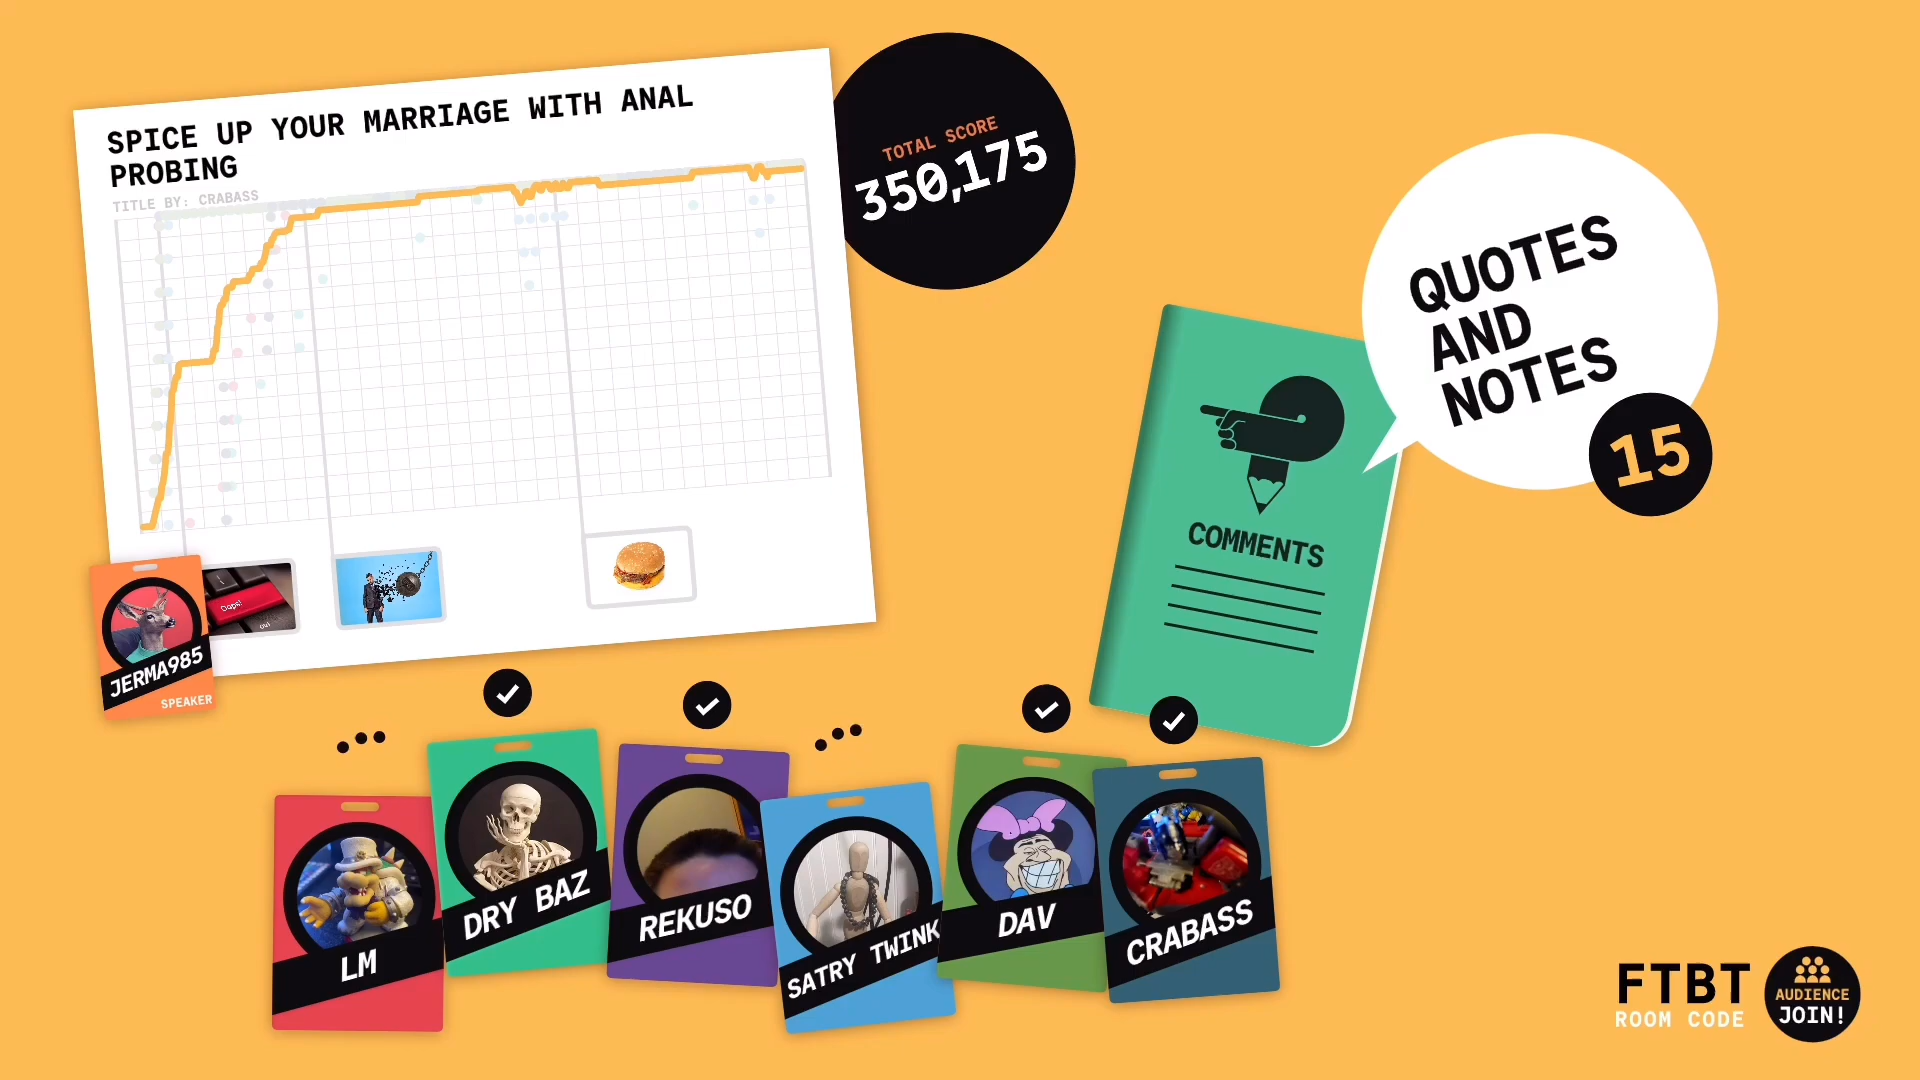 SPICE UP YOUR MARRIAGE WITH ANAL
PROBING
TITLE BY: CRABASS
TOTAL SCORE
350,175
QUOTES
AND
NOTES
15
COMMENTS
Oops!
JERMA985
SPEAKER
LM
DRY BAZ
REKUSO
SATRY TWINK
DAV
CRABASS
FTBT
ROOM CODE
AUDIENCE
JOIN!